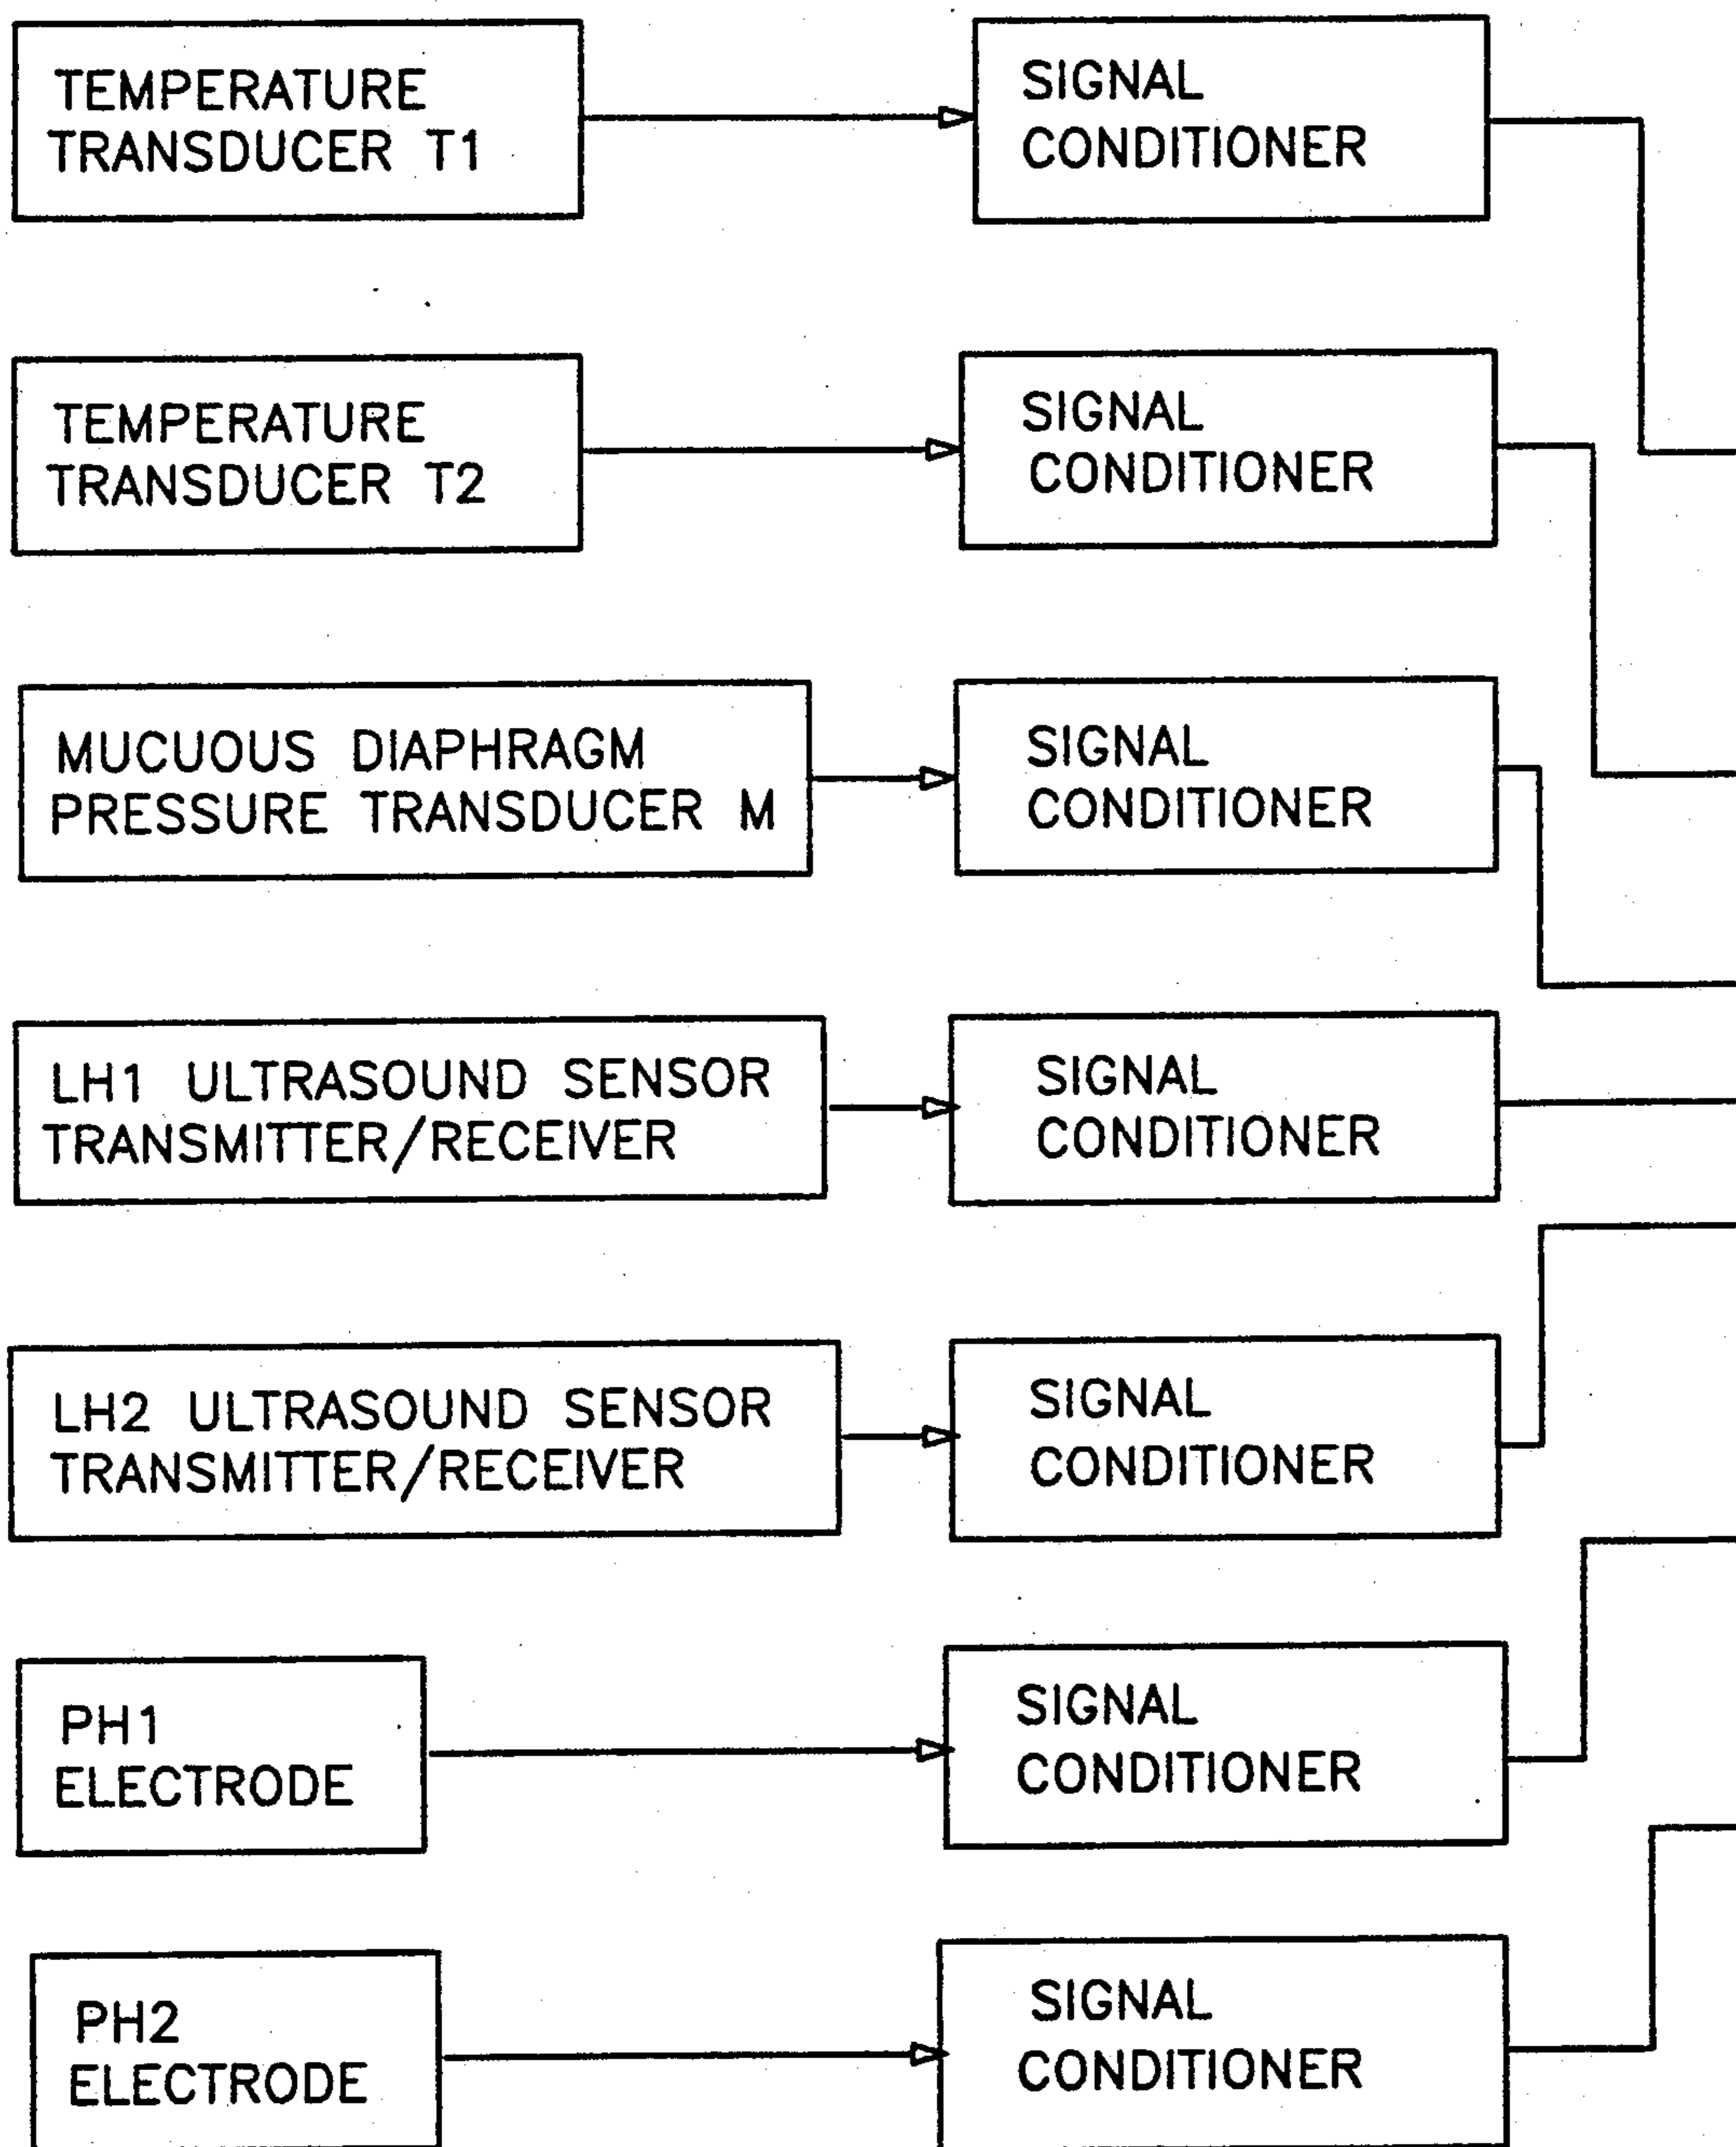 TEMPERATURE
TRANSDUCER T1
SIGNAL
CONDITIONER
TEMPERATURE
TRANSDUCER T2
SIGNAL
CONDITIONER
MUCUOUS DIAPHRAGM
PRESSURE TRANSDUCER M
SIGNAL
CONDITIONER
LH1 ULTRASOUND SENSOR
TRANSMITTER/RECEIVER
SIGNAL
CONDITIONER
LH2 ULTRASOUND SENSOR
TRANSMITTER/RECEIVER
SIGNAL
CONDITIONER
PH1
ELECTRODE
SIGNAL
CONDITIONER
PH2
ELECTRODE
SIGNAL
CONDITIONER